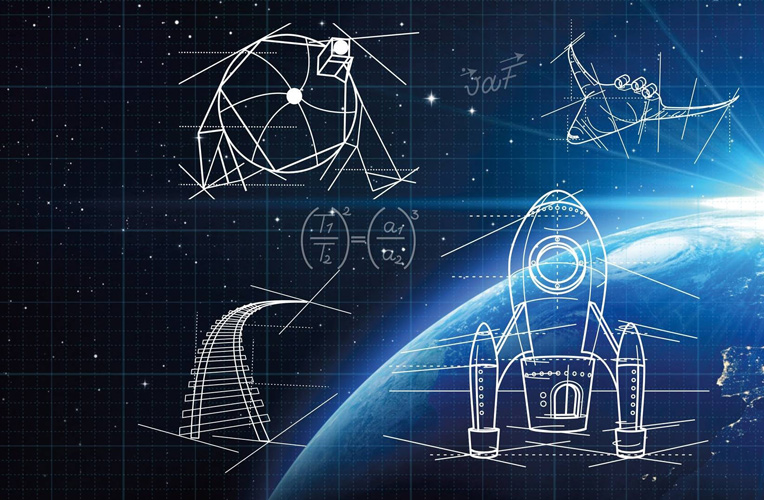 (T₁/T₂)² = (a₁/a₂)³